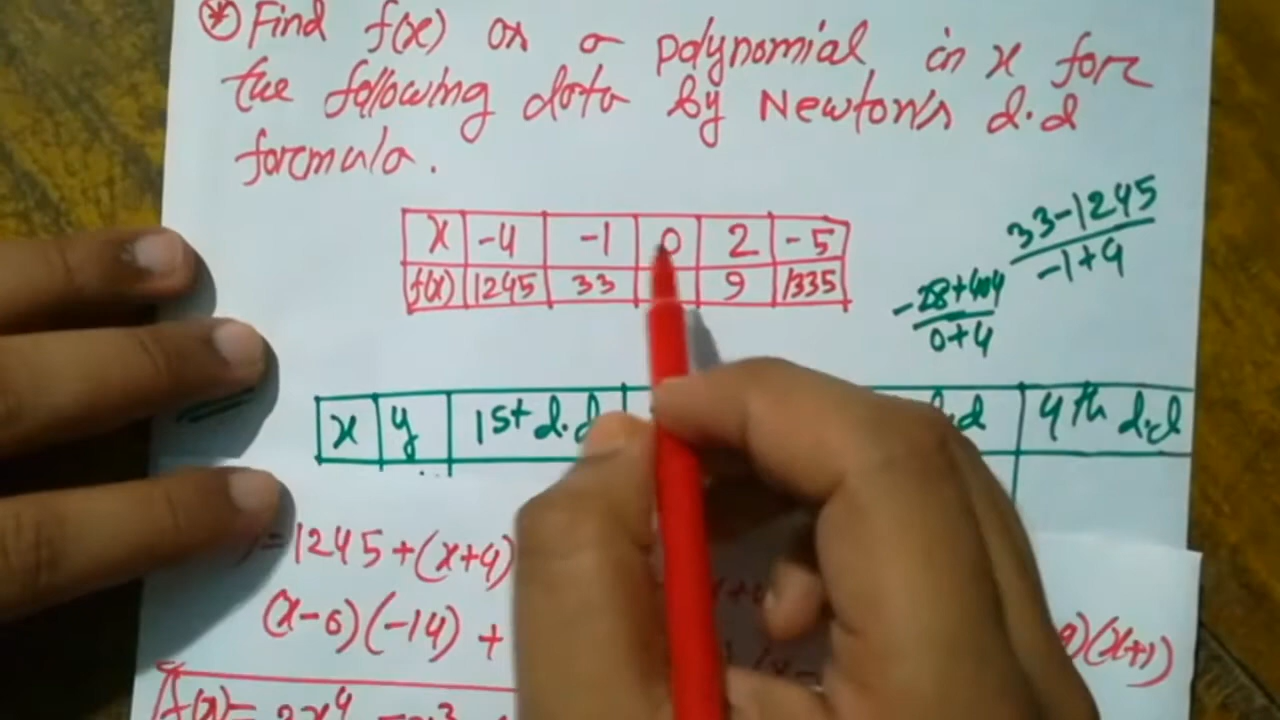 * Find f(x) as a polynomial in x for
the following data by Newton's d.d
formula.
x -4 -1 0 2 -5
f(x) 1245 33 9 1335
33-1245
-1+4
-28+404
0+4
x y 1st d.d d 4th d.d
= 1245 + (x+4)
(x-0)(-14) + )(x+1)
f(x) = 3x⁴